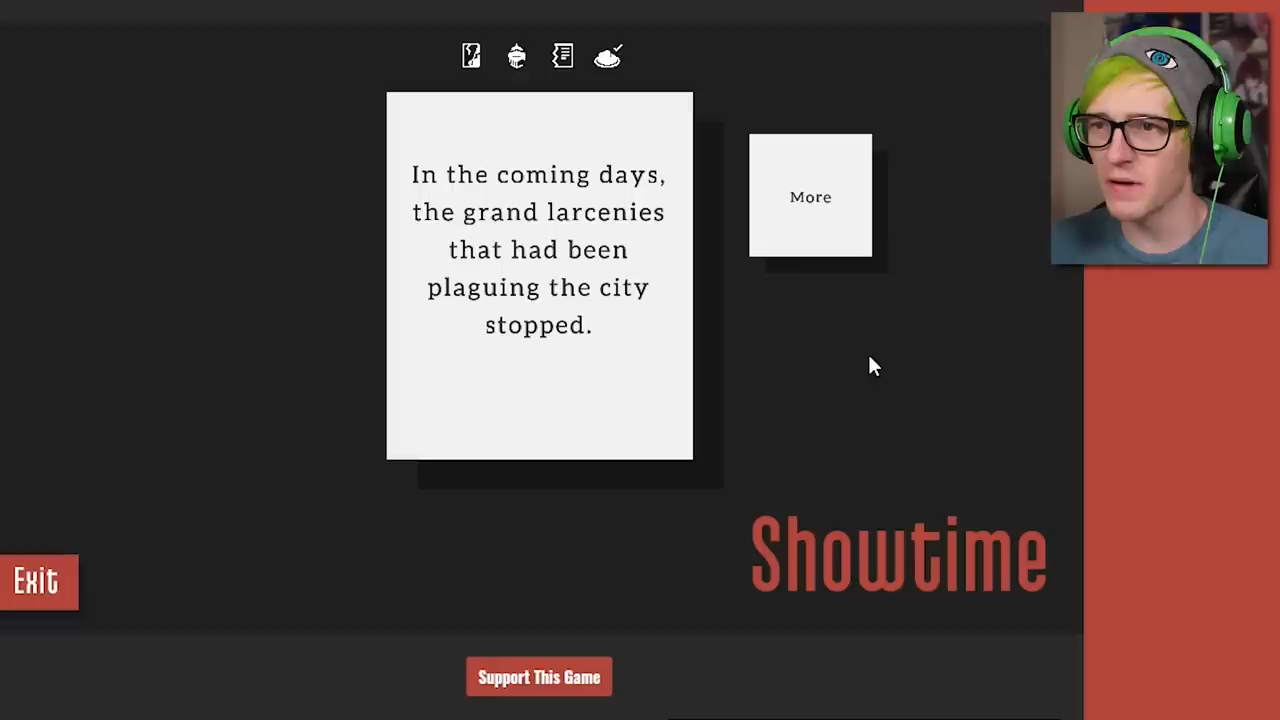 In the coming days,
the grand larcenies
that had been
plaguing the city
stopped.
More
Showtime
Exit
Support This Game